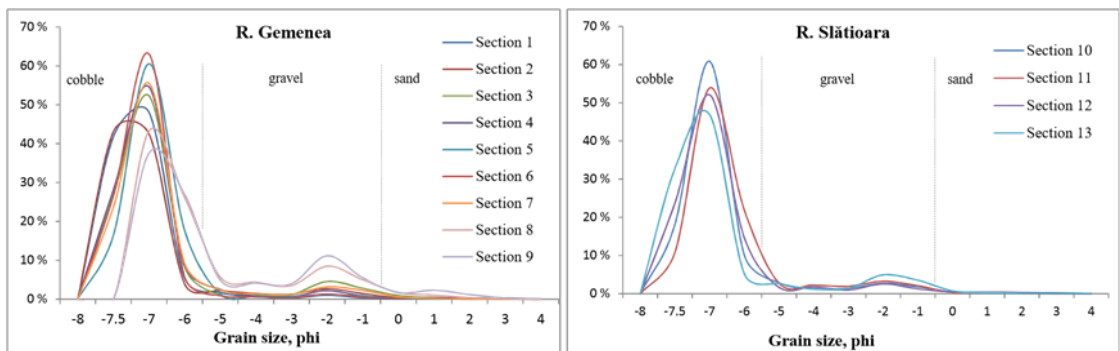 R. Gemenea
70 %
60 %
50 %
40 %
30 %
20 %
10 %
0 %
cobble
gravel
sand
Section 1
Section 2
Section 3
Section 4
Section 5
Section 6
Section 7
Section 8
Section 9
-8 -7.5 -7 -6 -5 -4 -3 -2 -1 0 1 2 3 4
Grain size, phi
R. Slătioara
70 %
60 %
50 %
40 %
30 %
20 %
10 %
0 %
cobble
gravel
sand
Section 10
Section 11
Section 12
Section 13
-8 -7.5 -7 -6 -5 -4 -3 -2 -1 0 1 2 3 4
Grain size, phi